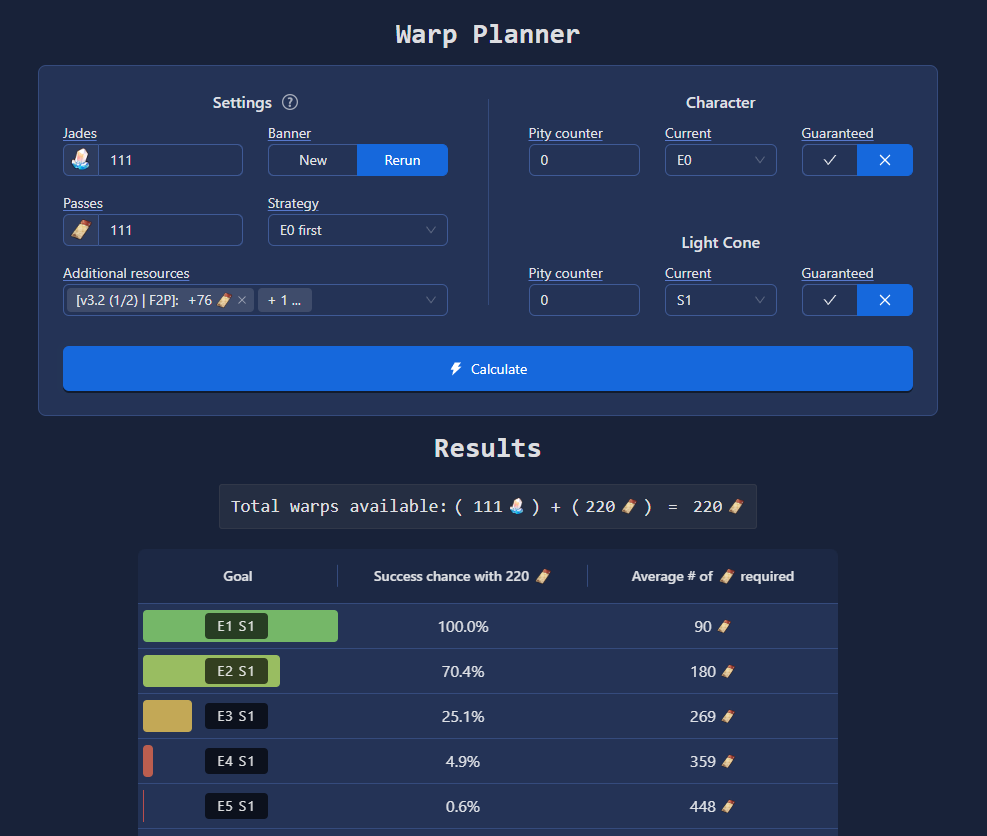 Warp Planner
Settings ?
Jades
111
Banner
New Rerun
Passes
111
Strategy
E0 first
Additional resources
[v3.2 (1/2) | F2P]: +76 × + 1 ...
Character
Pity counter Current Guaranteed
0 E0
Light Cone
Pity counter Current Guaranteed
0 S1
Calculate
Results
Total warps available: ( 111 ) + ( 220 ) = 220
Goal Success chance with 220 Average # of required
E1 S1 100.0% 90
E2 S1 70.4% 180
E3 S1 25.1% 269
E4 S1 4.9% 359
E5 S1 0.6% 448